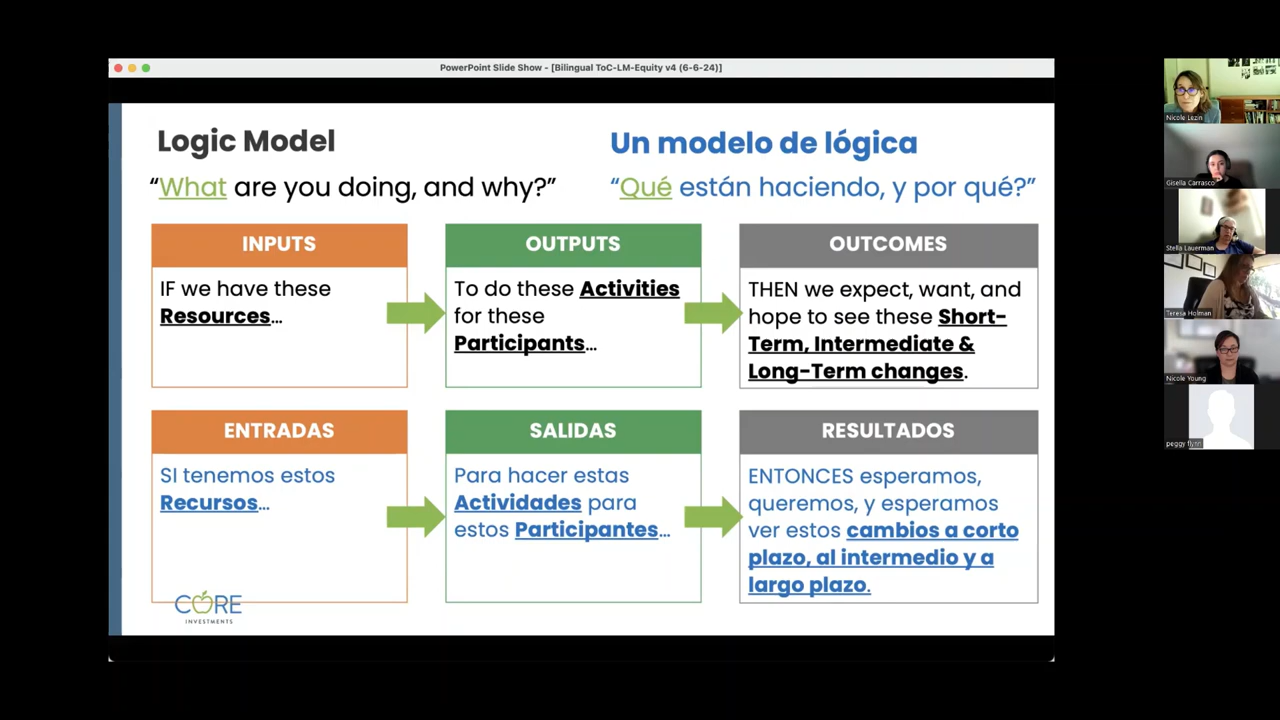 PowerPoint Slide Show - [Bilingual ToC-LM-Equity v4 (6-6-24)]
Logic Model
“What are you doing, and why?”
Un modelo de lógica
“Qué están haciendo, y por qué?”
INPUTS
IF we have these
Resources…
OUTPUTS
To do these Activities
for these
Participants…
OUTCOMES
THEN we expect, want, and
hope to see these Short-
Term, Intermediate &
Long-Term changes.
ENTRADAS
SI tenemos estos
Recursos…
SALIDAS
Para hacer estas
Actividades para
estos Participantes…
RESULTADOS
ENTONCES esperamos,
queremos, y esperamos
ver estos cambios a corto
plazo, al intermedio y a
largo plazo.
CORE
INVESTMENTS
Nicole Lezin
Gisella Carrasco
Stella Lauerman
Teresa Holman
Nicole Young
peggy flynn